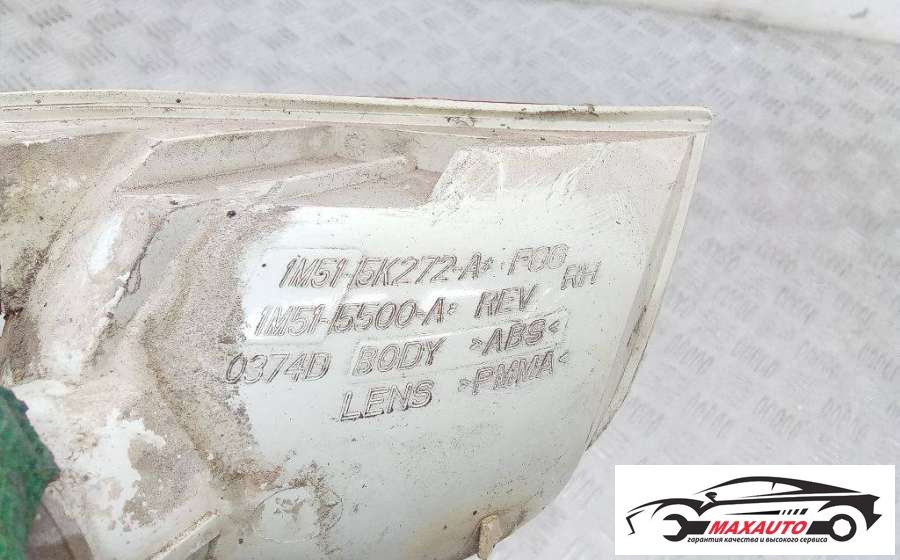 1M51-15K272-A* FOG
1M51-15500-A* REV RH
0374D BODY >ABS<
LENS >PMMA<
MAXAUTO
гарантия качества и высокого сервиса